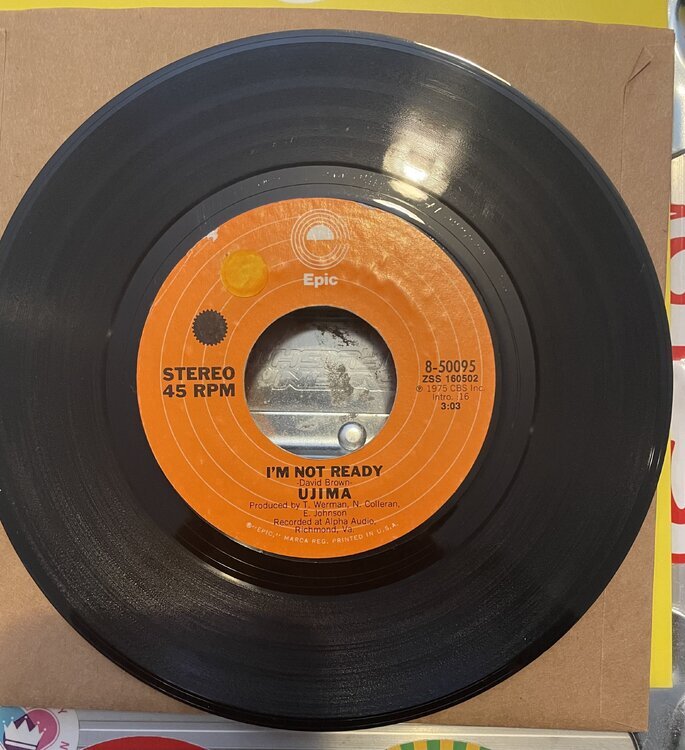 Epic
STEREO
45 RPM
8-50095
ZSS 160502
℗ 1975 CBS Inc
Intro. :16
3:03
I'M NOT READY
-David Brown-
UJIMA
Produced by T. Werman, N. Colleran,
E. Johnson
Recorded at Alpha Audio,
Richmond, Va.
®"EPIC," MARCA REG. PRINTED IN U.S.A.